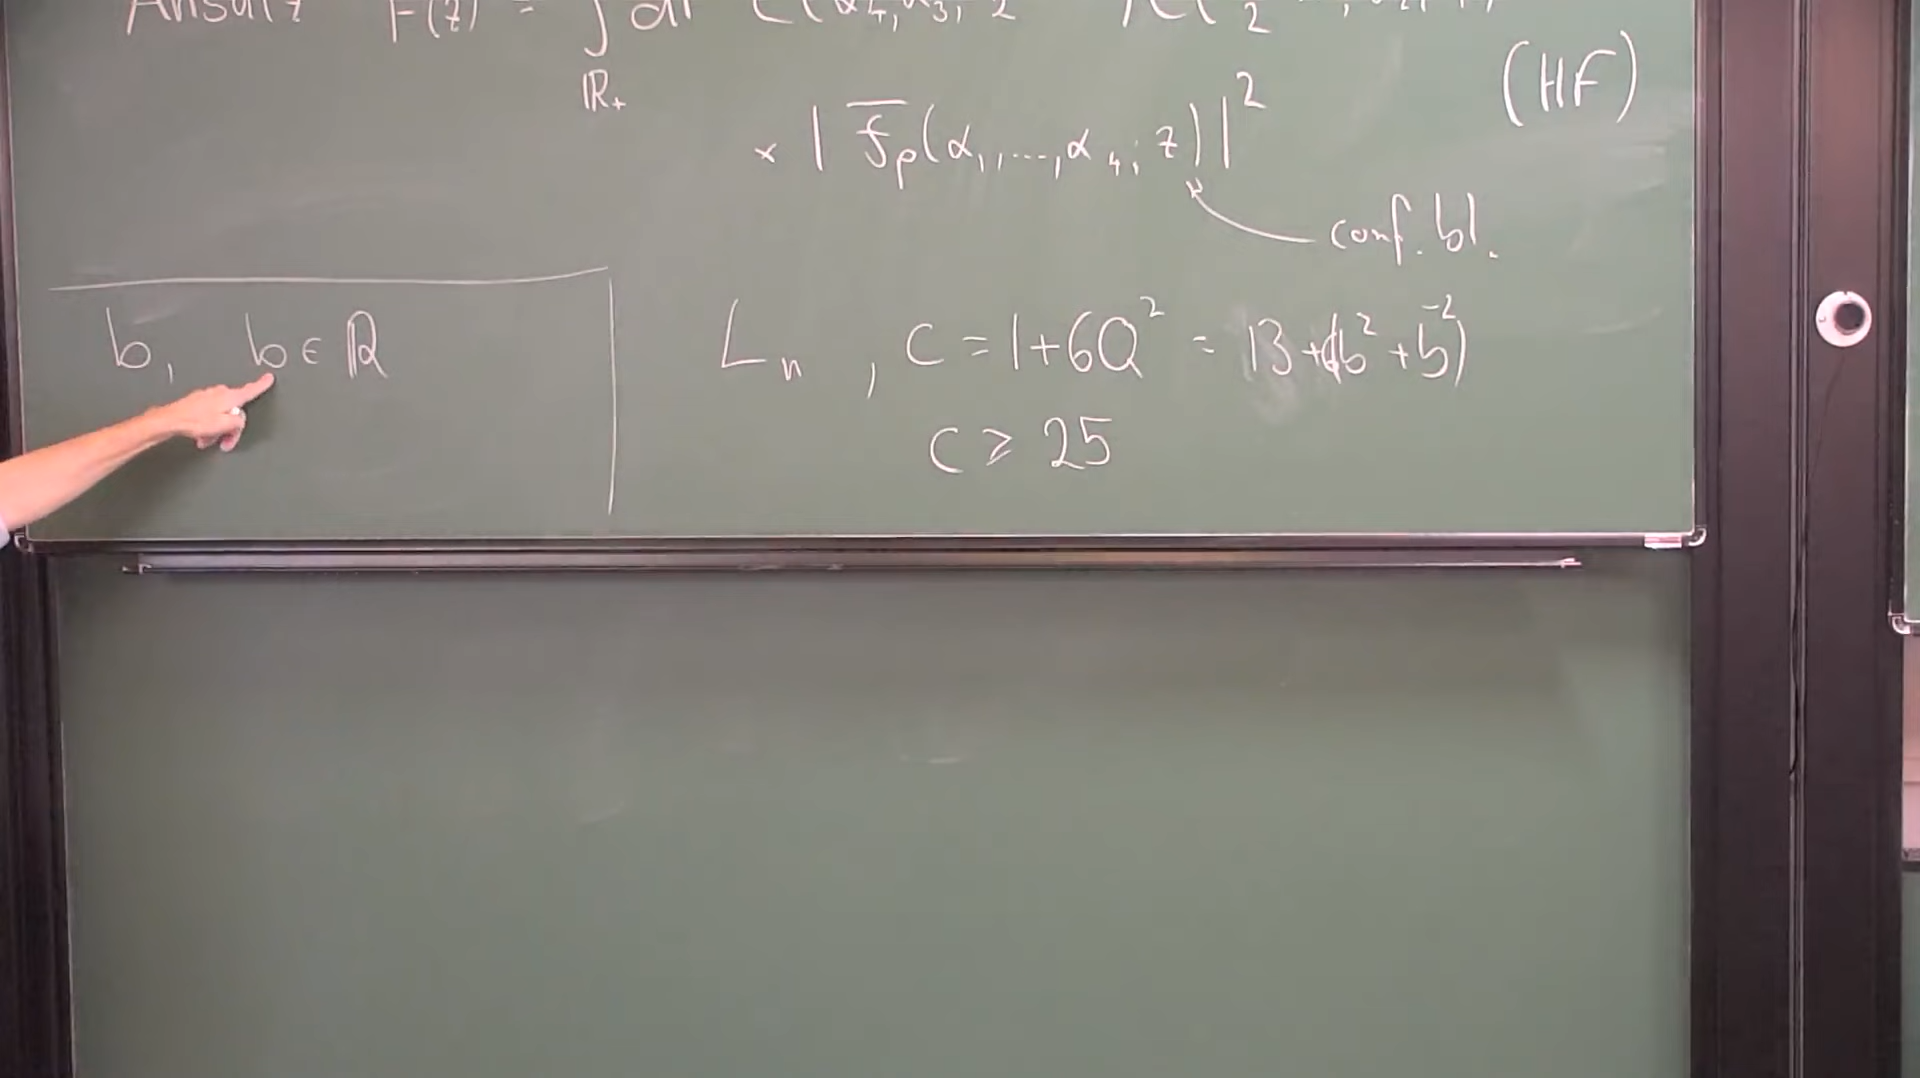 Ansatz F(z) = ∫ dP C(α₄, α₃, 2
ℝ₊
(HF)
× | ℱ̅_p(α₁, ..., α₄; z)|²
conf. bl.
b, b ∈ ℝ
L_n , c = 1+6Q² = 13+6(b²+b⁻²)
c ≥ 25